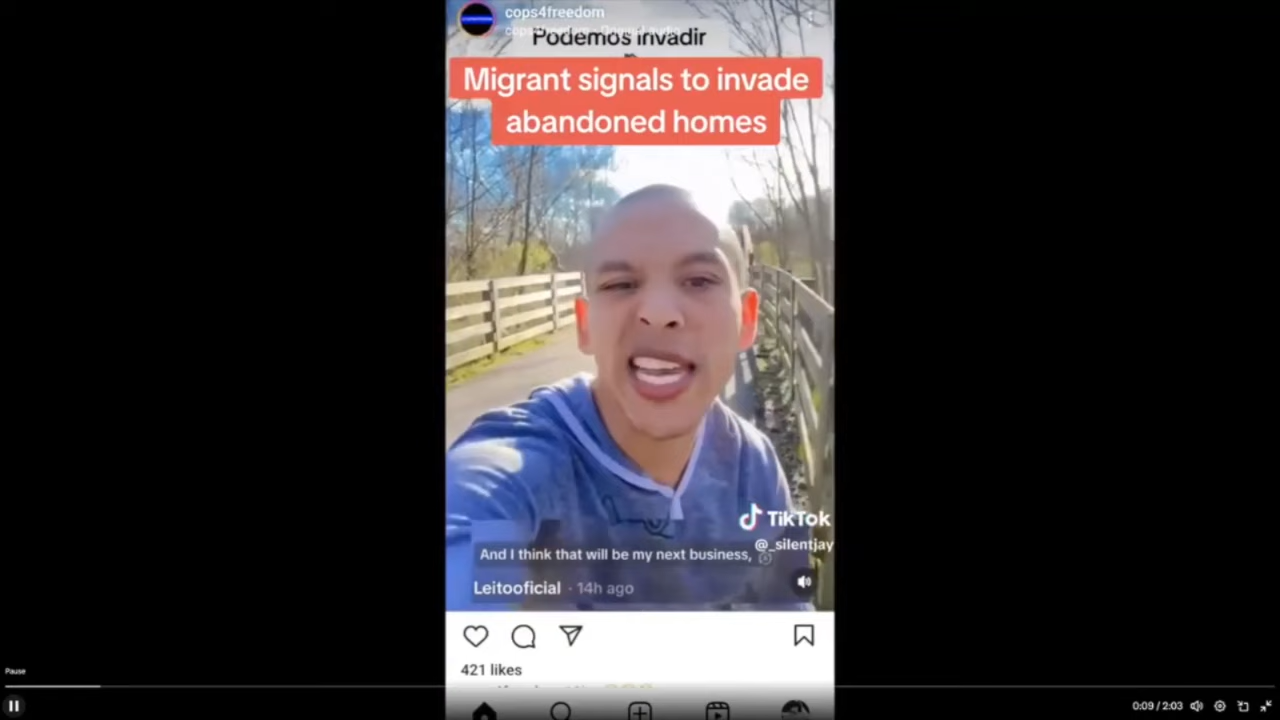 cops4freedom
Podemos invadir
Migrant signals to invade
abandoned homes
TikTok
@_silentjay
And I think that will be my next business,
Leitooficial · 14h ago
421 likes
Pause
0:09 / 2:03